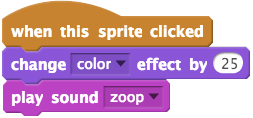 when this sprite clicked
change color effect by 25
play sound zoop